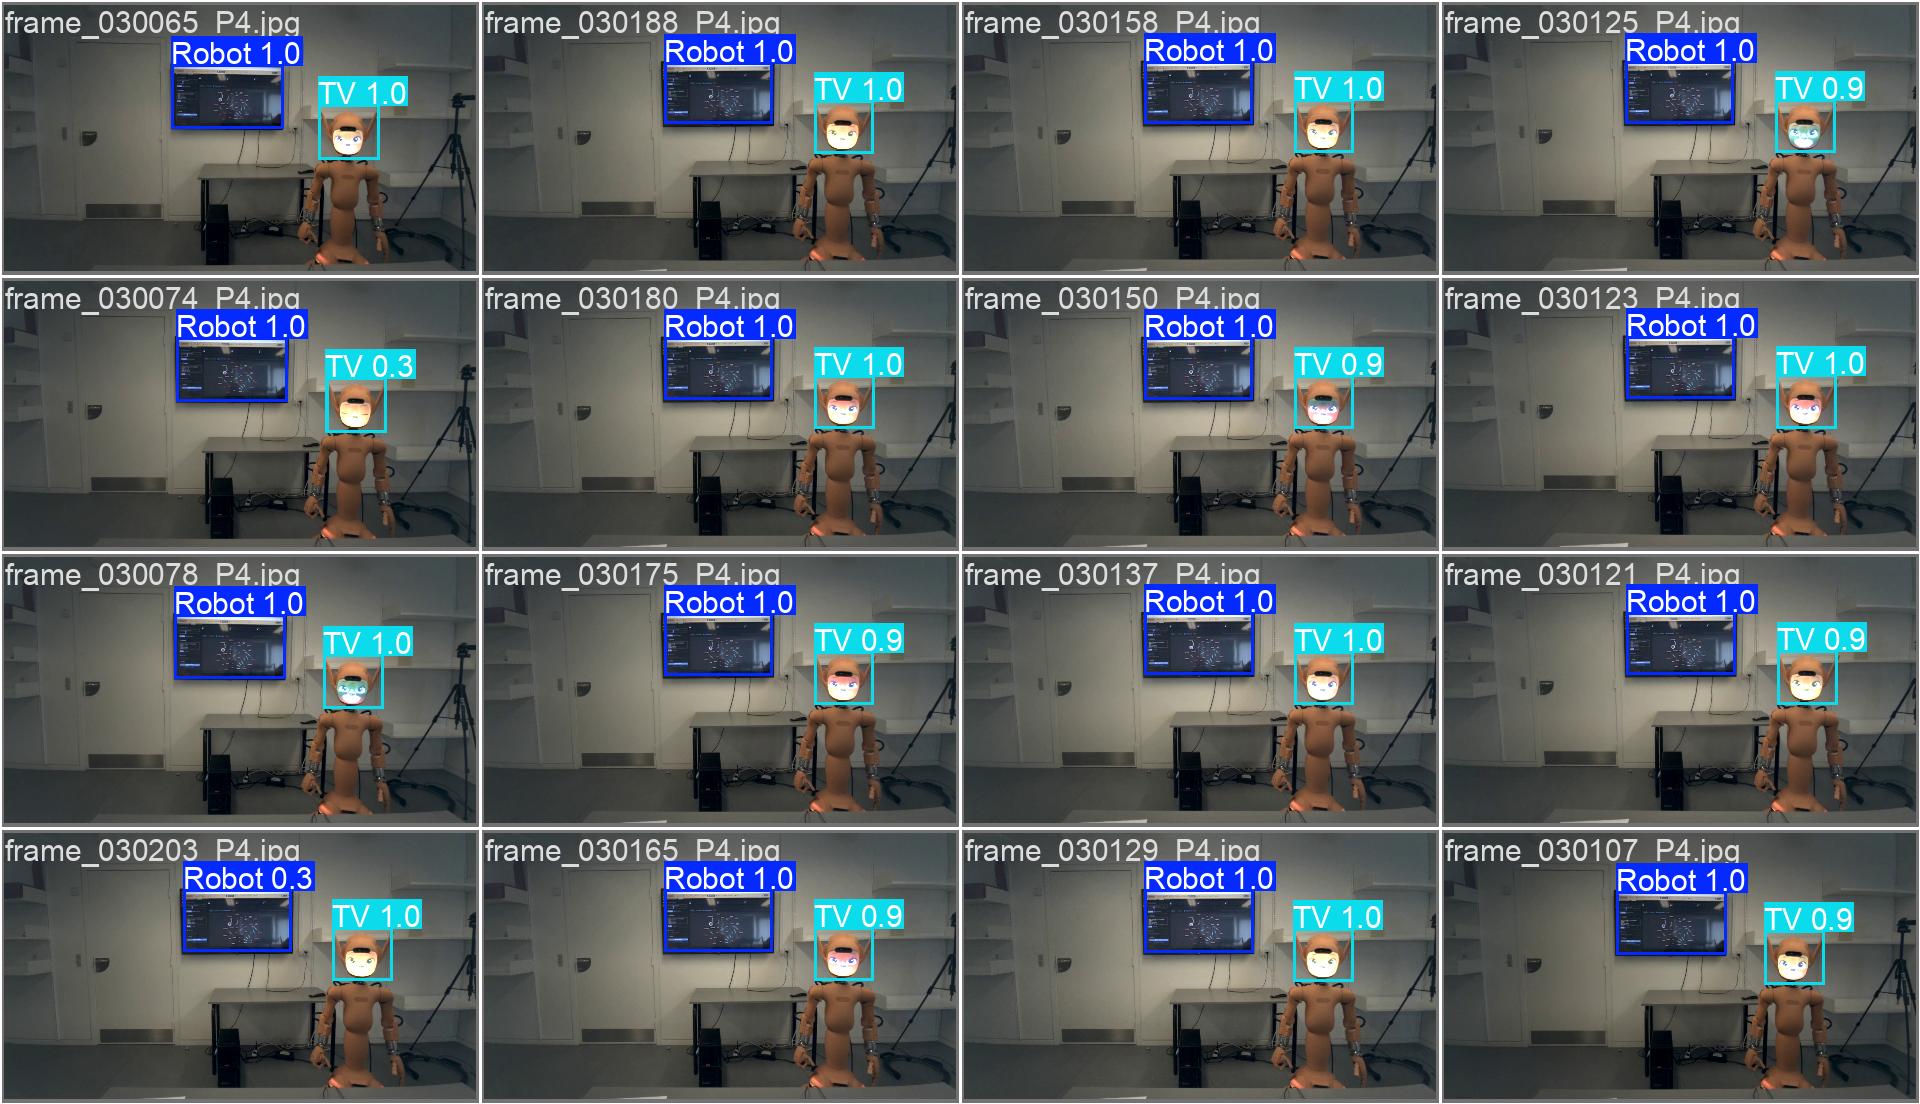 frame_030065_P4.jpg
Robot 1.0
TV 1.0
frame_030188_P4.jpg
Robot 1.0
TV 1.0
frame_030158_P4.jpg
Robot 1.0
TV 1.0
frame_030125_P4.jpg
Robot 1.0
TV 0.9
frame_030074_P4.jpg
Robot 1.0
TV 0.3
frame_030180_P4.jpg
Robot 1.0
TV 1.0
frame_030150_P4.jpg
Robot 1.0
TV 0.9
frame_030123_P4.jpg
Robot 1.0
TV 1.0
frame_030078_P4.jpg
Robot 1.0
TV 1.0
frame_030175_P4.jpg
Robot 1.0
TV 0.9
frame_030137_P4.jpg
Robot 1.0
TV 1.0
frame_030121_P4.jpg
Robot 1.0
TV 0.9
frame_030203_P4.jpg
Robot 0.3
TV 1.0
frame_030165_P4.jpg
Robot 1.0
TV 0.9
frame_030129_P4.jpg
Robot 1.0
TV 1.0
frame_030107_P4.jpg
Robot 1.0
TV 0.9